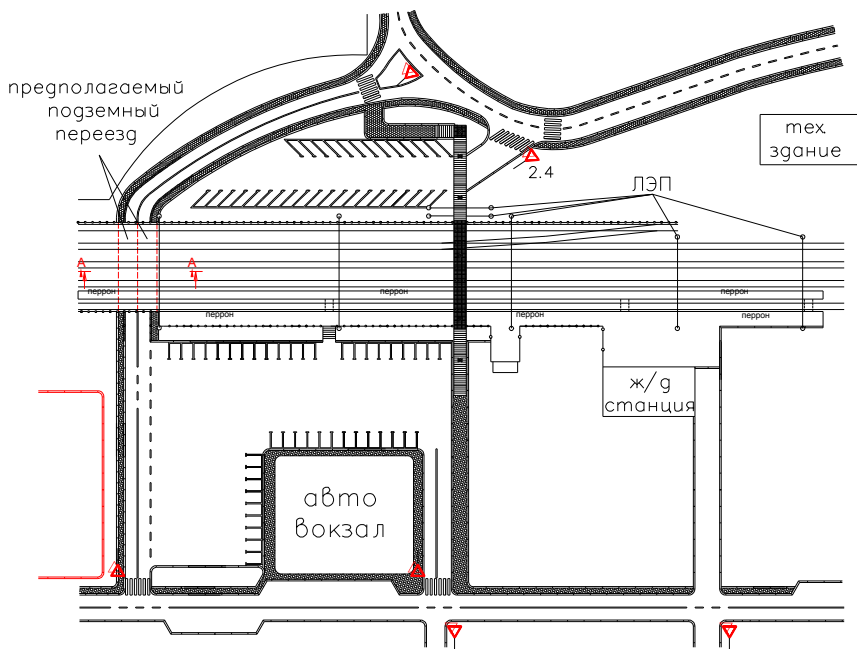 предполагаемый
подземный
переезд
тех.
здание
2.4
ЛЭП
А
А
перрон
перрон
перрон
перрон
перрон
перрон
ж/д
станция
авто
вокзал